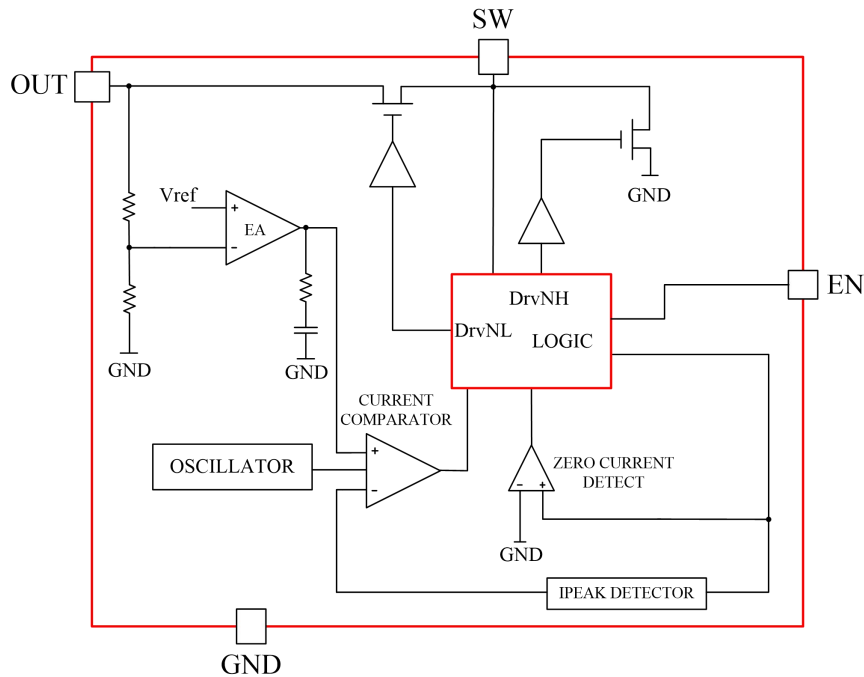 SW
OUT
GND
Vref
+
EA
−
DrvNH
EN
DrvNL
LOGIC
GND
GND
CURRENT
COMPARATOR
+
OSCILLATOR
−
ZERO CURRENT
DETECT
− +
GND
IPEAK DETECTOR
GND